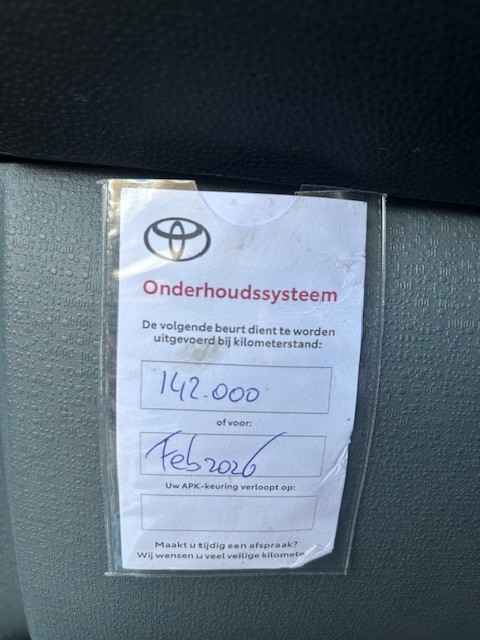 Onderhoudssysteem
De volgende beurt dient te worden
uitgevoerd bij kilometerstand:
142.000
of voor:
Feb 2026
Uw APK-keuring verloopt op:
Maakt u tijdig een afspraak?
Wij wensen u veel veilige kilomete